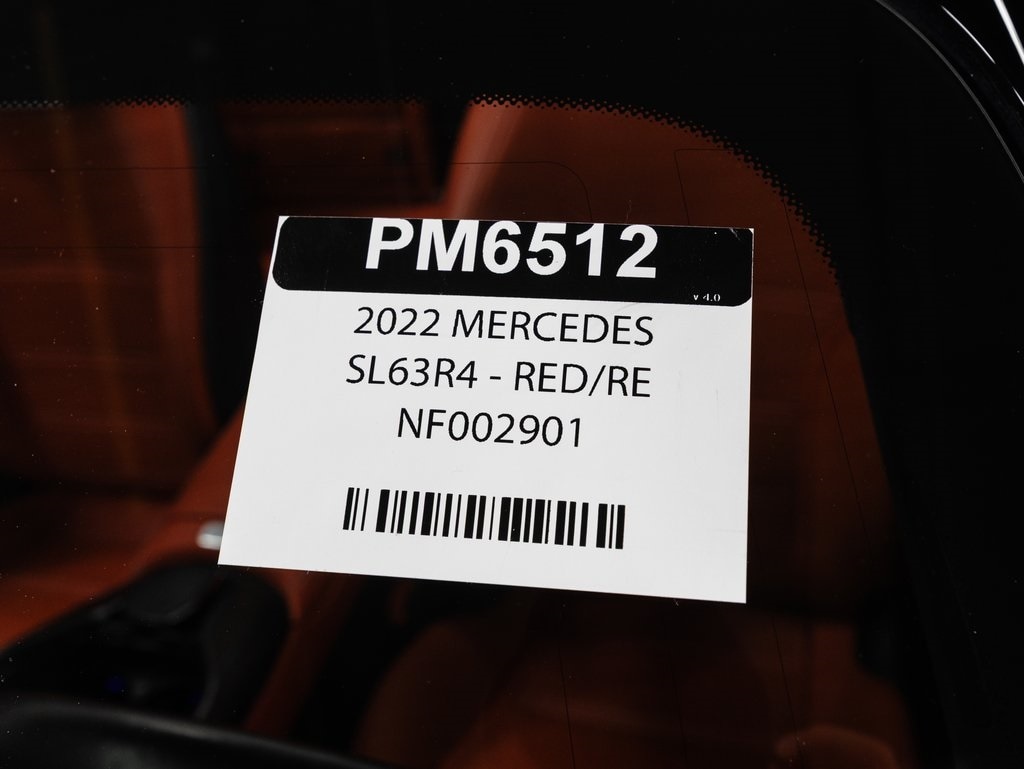 PM6512
v 4.0
2022 MERCEDES
SL63R4 - RED/RE
NF002901